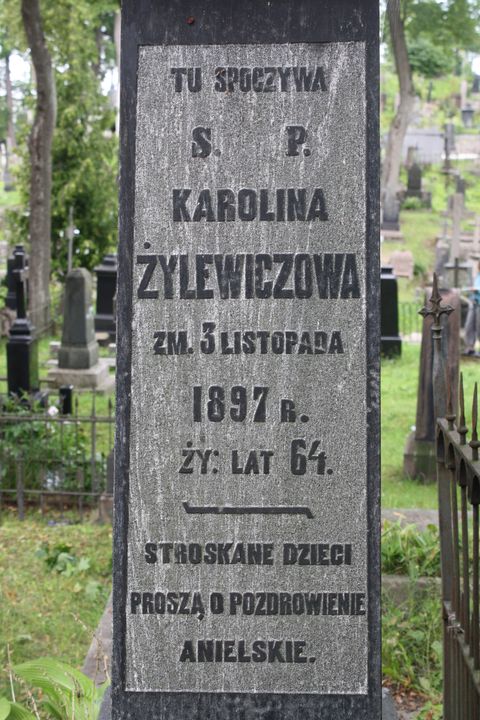 TU SPOCZYWA
S. P.
KAROLINA
ŻYLEWICZOWA
ZM. 3 LISTOPADA
1897 R.
ŻY: LAT 64.
STROSKANE DZIECI
PROSZĄ O POZDROWIENIE
ANIELSKIE.